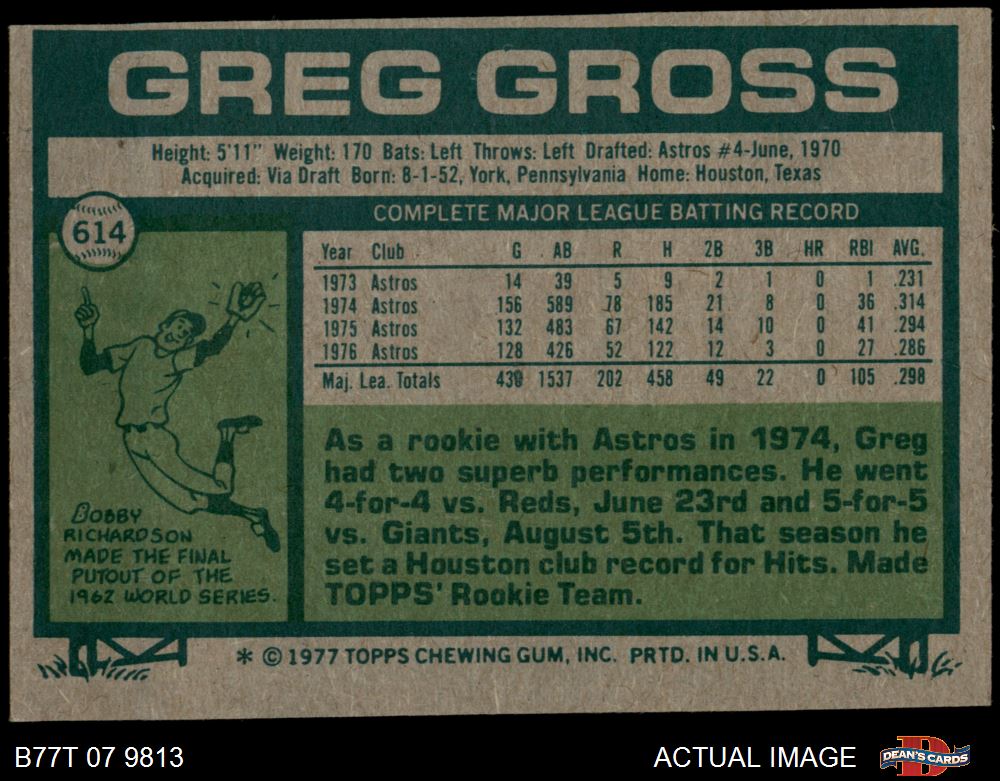 GREG GROSS
Height: 5'11" Weight: 170 Bats: Left Throws: Left Drafted: Astros #4-June, 1970
Acquired: Via Draft Born: 8-1-52, York, Pennsylvania Home: Houston, Texas
614
COMPLETE MAJOR LEAGUE BATTING RECORD
Year Club G AB R H 2B 3B HR RBI AVG.
1973 Astros 14 39 5 9 2 1 0 1 .231
1974 Astros 156 589 78 185 21 8 0 36 .314
1975 Astros 132 483 67 142 14 10 0 41 .294
1976 Astros 128 426 52 122 12 3 0 27 .286
Maj. Lea. Totals 430 1537 202 458 49 22 0 105 .298
BOBBY
RICHARDSON
MADE THE FINAL
PUTOUT OF THE
1962 WORLD SERIES.
As a rookie with Astros in 1974, Greg
had two superb performances. He went
4-for-4 vs. Reds, June 23rd and 5-for-5
vs. Giants, August 5th. That season he
set a Houston club record for Hits. Made
TOPPS' Rookie Team.
* © 1977 TOPPS CHEWING GUM, INC. PRTD. IN U.S.A.
B77T 07 9813
ACTUAL IMAGE
DEAN'S CARDS